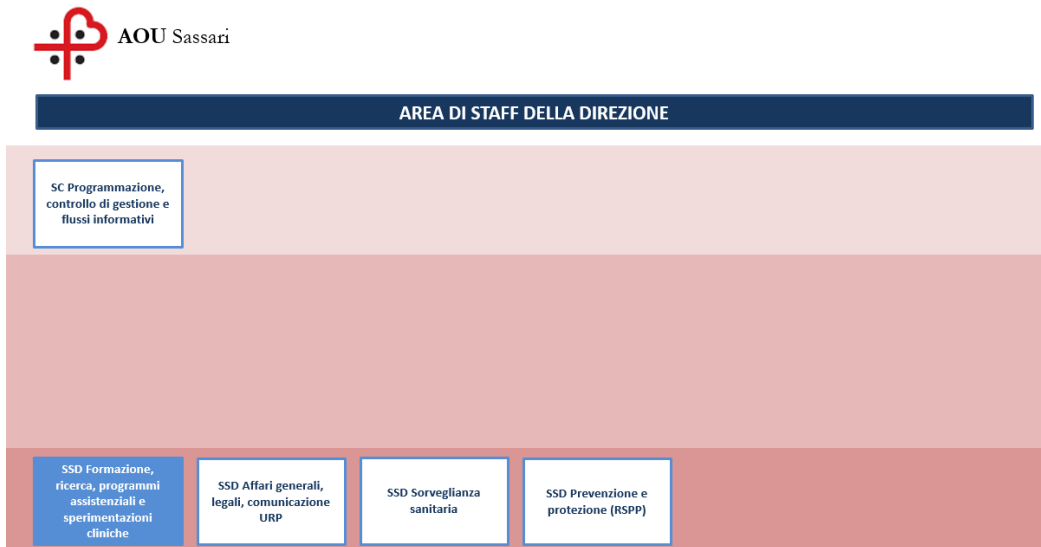 AOU Sassari
AREA DI STAFF DELLA DIREZIONE
SC Programmazione,
controllo di gestione e
flussi informativi
SSD Formazione,
ricerca, programmi
assistenziali e
sperimentazioni
cliniche
SSD Affari generali,
legali, comunicazione
URP
SSD Sorveglianza
sanitaria
SSD Prevenzione e
protezione (RSPP)